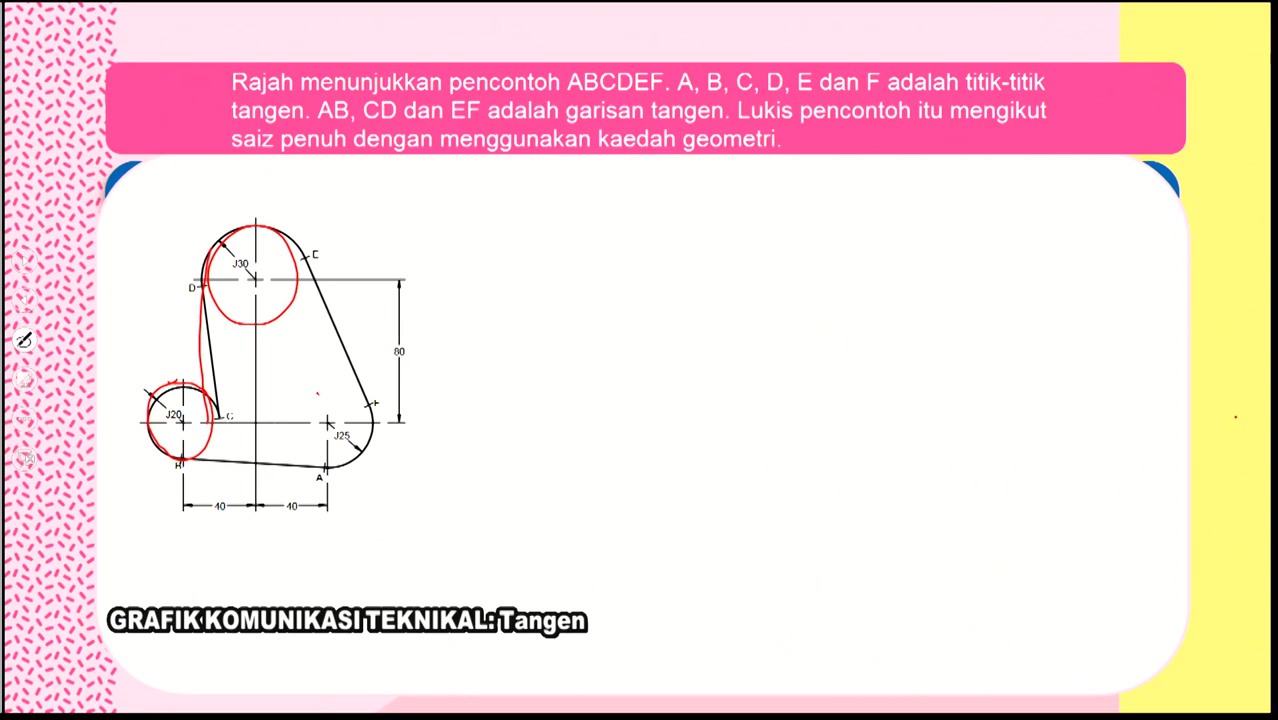 Rajah menunjukkan pencontoh ABCDEF. A, B, C, D, E dan F adalah titik-titik
tangen. AB, CD dan EF adalah garisan tangen. Lukis pencontoh itu mengikut
saiz penuh dengan menggunakan kaedah geometri.
E
J30
D
80
F
J20
C
J25
B
A
40
40
GRAFIK KOMUNIKASI TEKNIKAL: Tangen